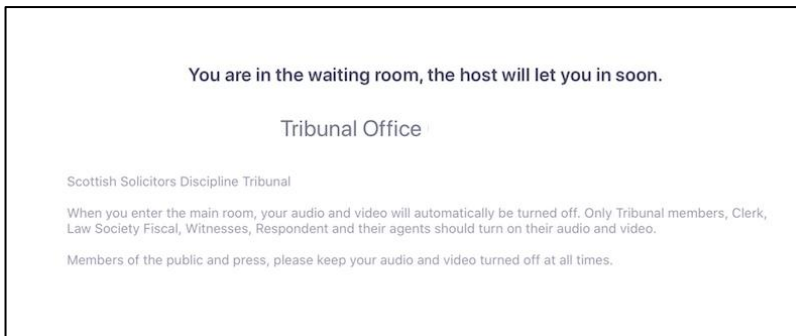 You are in the waiting room, the host will let you in soon.
Tribunal Office
Scottish Solicitors Discipline Tribunal
When you enter the main room, your audio and video will automatically be turned off. Only Tribunal members, Clerk,
Law Society Fiscal, Witnesses, Respondent and their agents should turn on their audio and video.
Members of the public and press, please keep your audio and video turned off at all times.